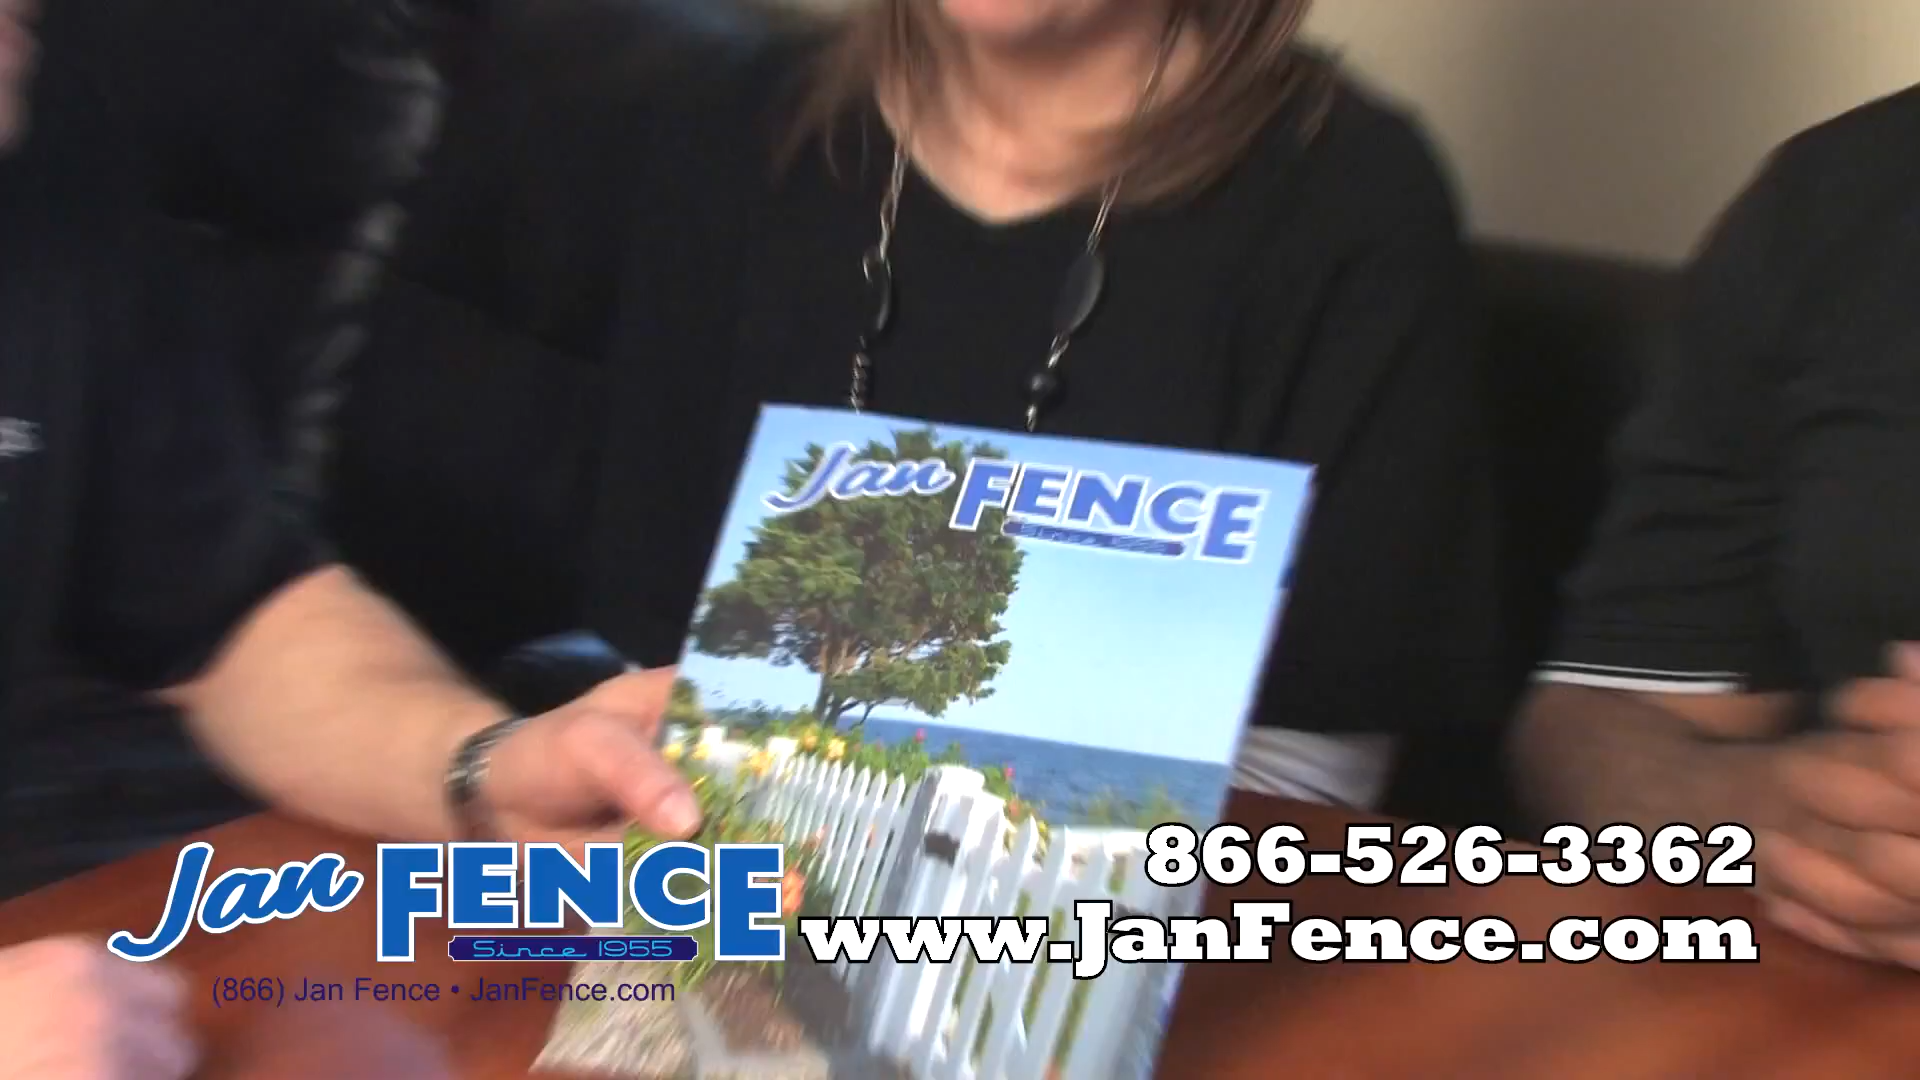 Jan FENCE
Jan FENCE
Since 1955
(866) Jan Fence • JanFence.com
866-526-3362
www.JanFence.com